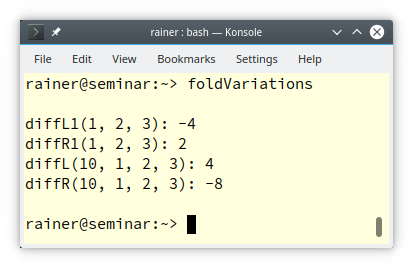 rainer : bash — Konsole
File Edit View Bookmarks Settings Help
rainer@seminar:~> foldVariations
diffL1(1, 2, 3): -4
diffR1(1, 2, 3): 2
diffL(10, 1, 2, 3): 4
diffR(10, 1, 2, 3): -8
rainer@seminar:~>